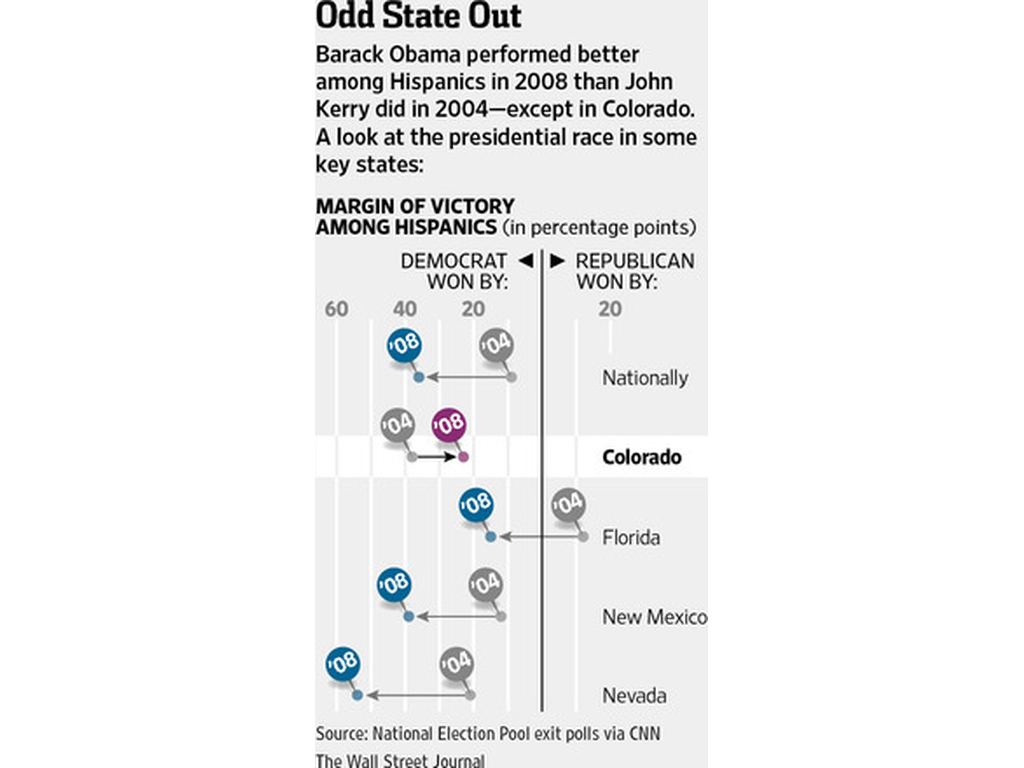 Odd State Out
Barack Obama performed better
among Hispanics in 2008 than John
Kerry did in 2004—except in Colorado.
A look at the presidential race in some
key states:
MARGIN OF VICTORY
AMONG HISPANICS (in percentage points)
DEMOCRAT ◀ ▶ REPUBLICAN
WON BY: WON BY:
60 40 20 20
'08 '04
Nationally
'04 '08
Colorado
'08 '04
Florida
'08 '04
New Mexico
'08 '04
Nevada
Source: National Election Pool exit polls via CNN
The Wall Street Journal